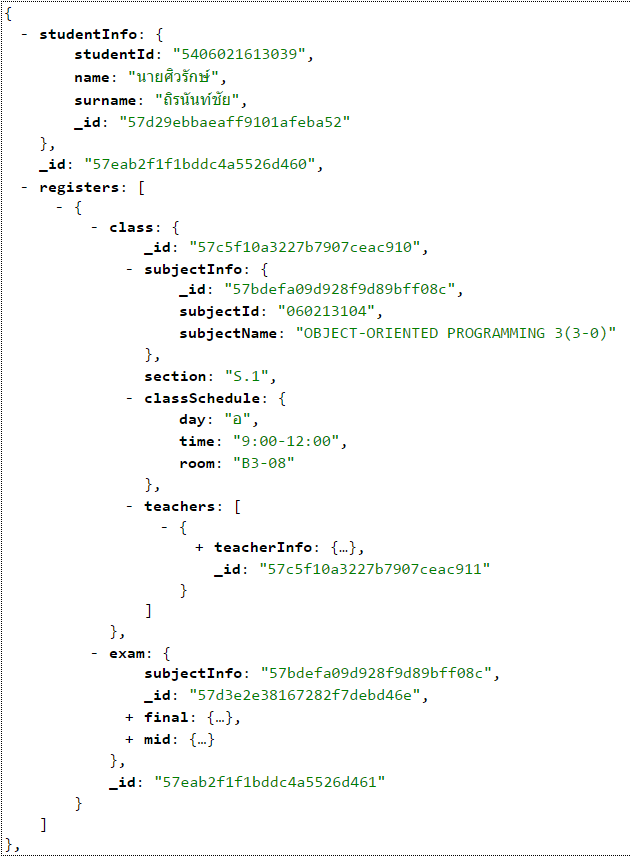 {
- studentInfo: {
studentId: "5406021613039",
name: "นายศิวรักษ์",
surname: "ถิรนันท์ชัย",
_id: "57d29ebbaeaff9101afeba52"
},
_id: "57eab2f1f1bddc4a5526d460",
- registers: [
- {
- class: {
_id: "57c5f10a3227b7907ceac910",
- subjectInfo: {
_id: "57bdefa09d928f9d89bff08c",
subjectId: "060213104",
subjectName: "OBJECT-ORIENTED PROGRAMMING 3(3-0)"
},
section: "S.1",
- classSchedule: {
day: "อ",
time: "9:00-12:00",
room: "B3-08"
},
- teachers: [
- {
+ teacherInfo: {…},
_id: "57c5f10a3227b7907ceac911"
}
]
},
- exam: {
subjectInfo: "57bdefa09d928f9d89bff08c",
_id: "57d3e2e38167282f7debd46e",
+ final: {…},
+ mid: {…}
},
_id: "57eab2f1f1bddc4a5526d461"
}
]
},